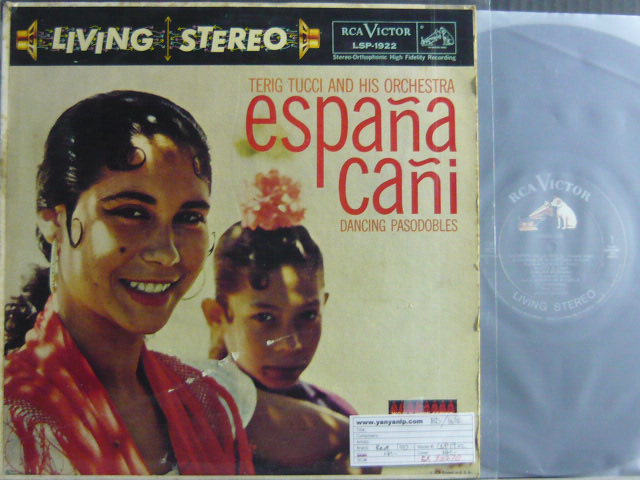 LIVING STEREO
RCA VICTOR
LSP-1922
Stereo-Orthophonic High Fidelity Recording
TERIG TUCCI AND HIS ORCHESTRA
españa
cañi
DANCING PASODOBLES
www.yanyanlp.com
RCA VICTOR
LIVING STEREO